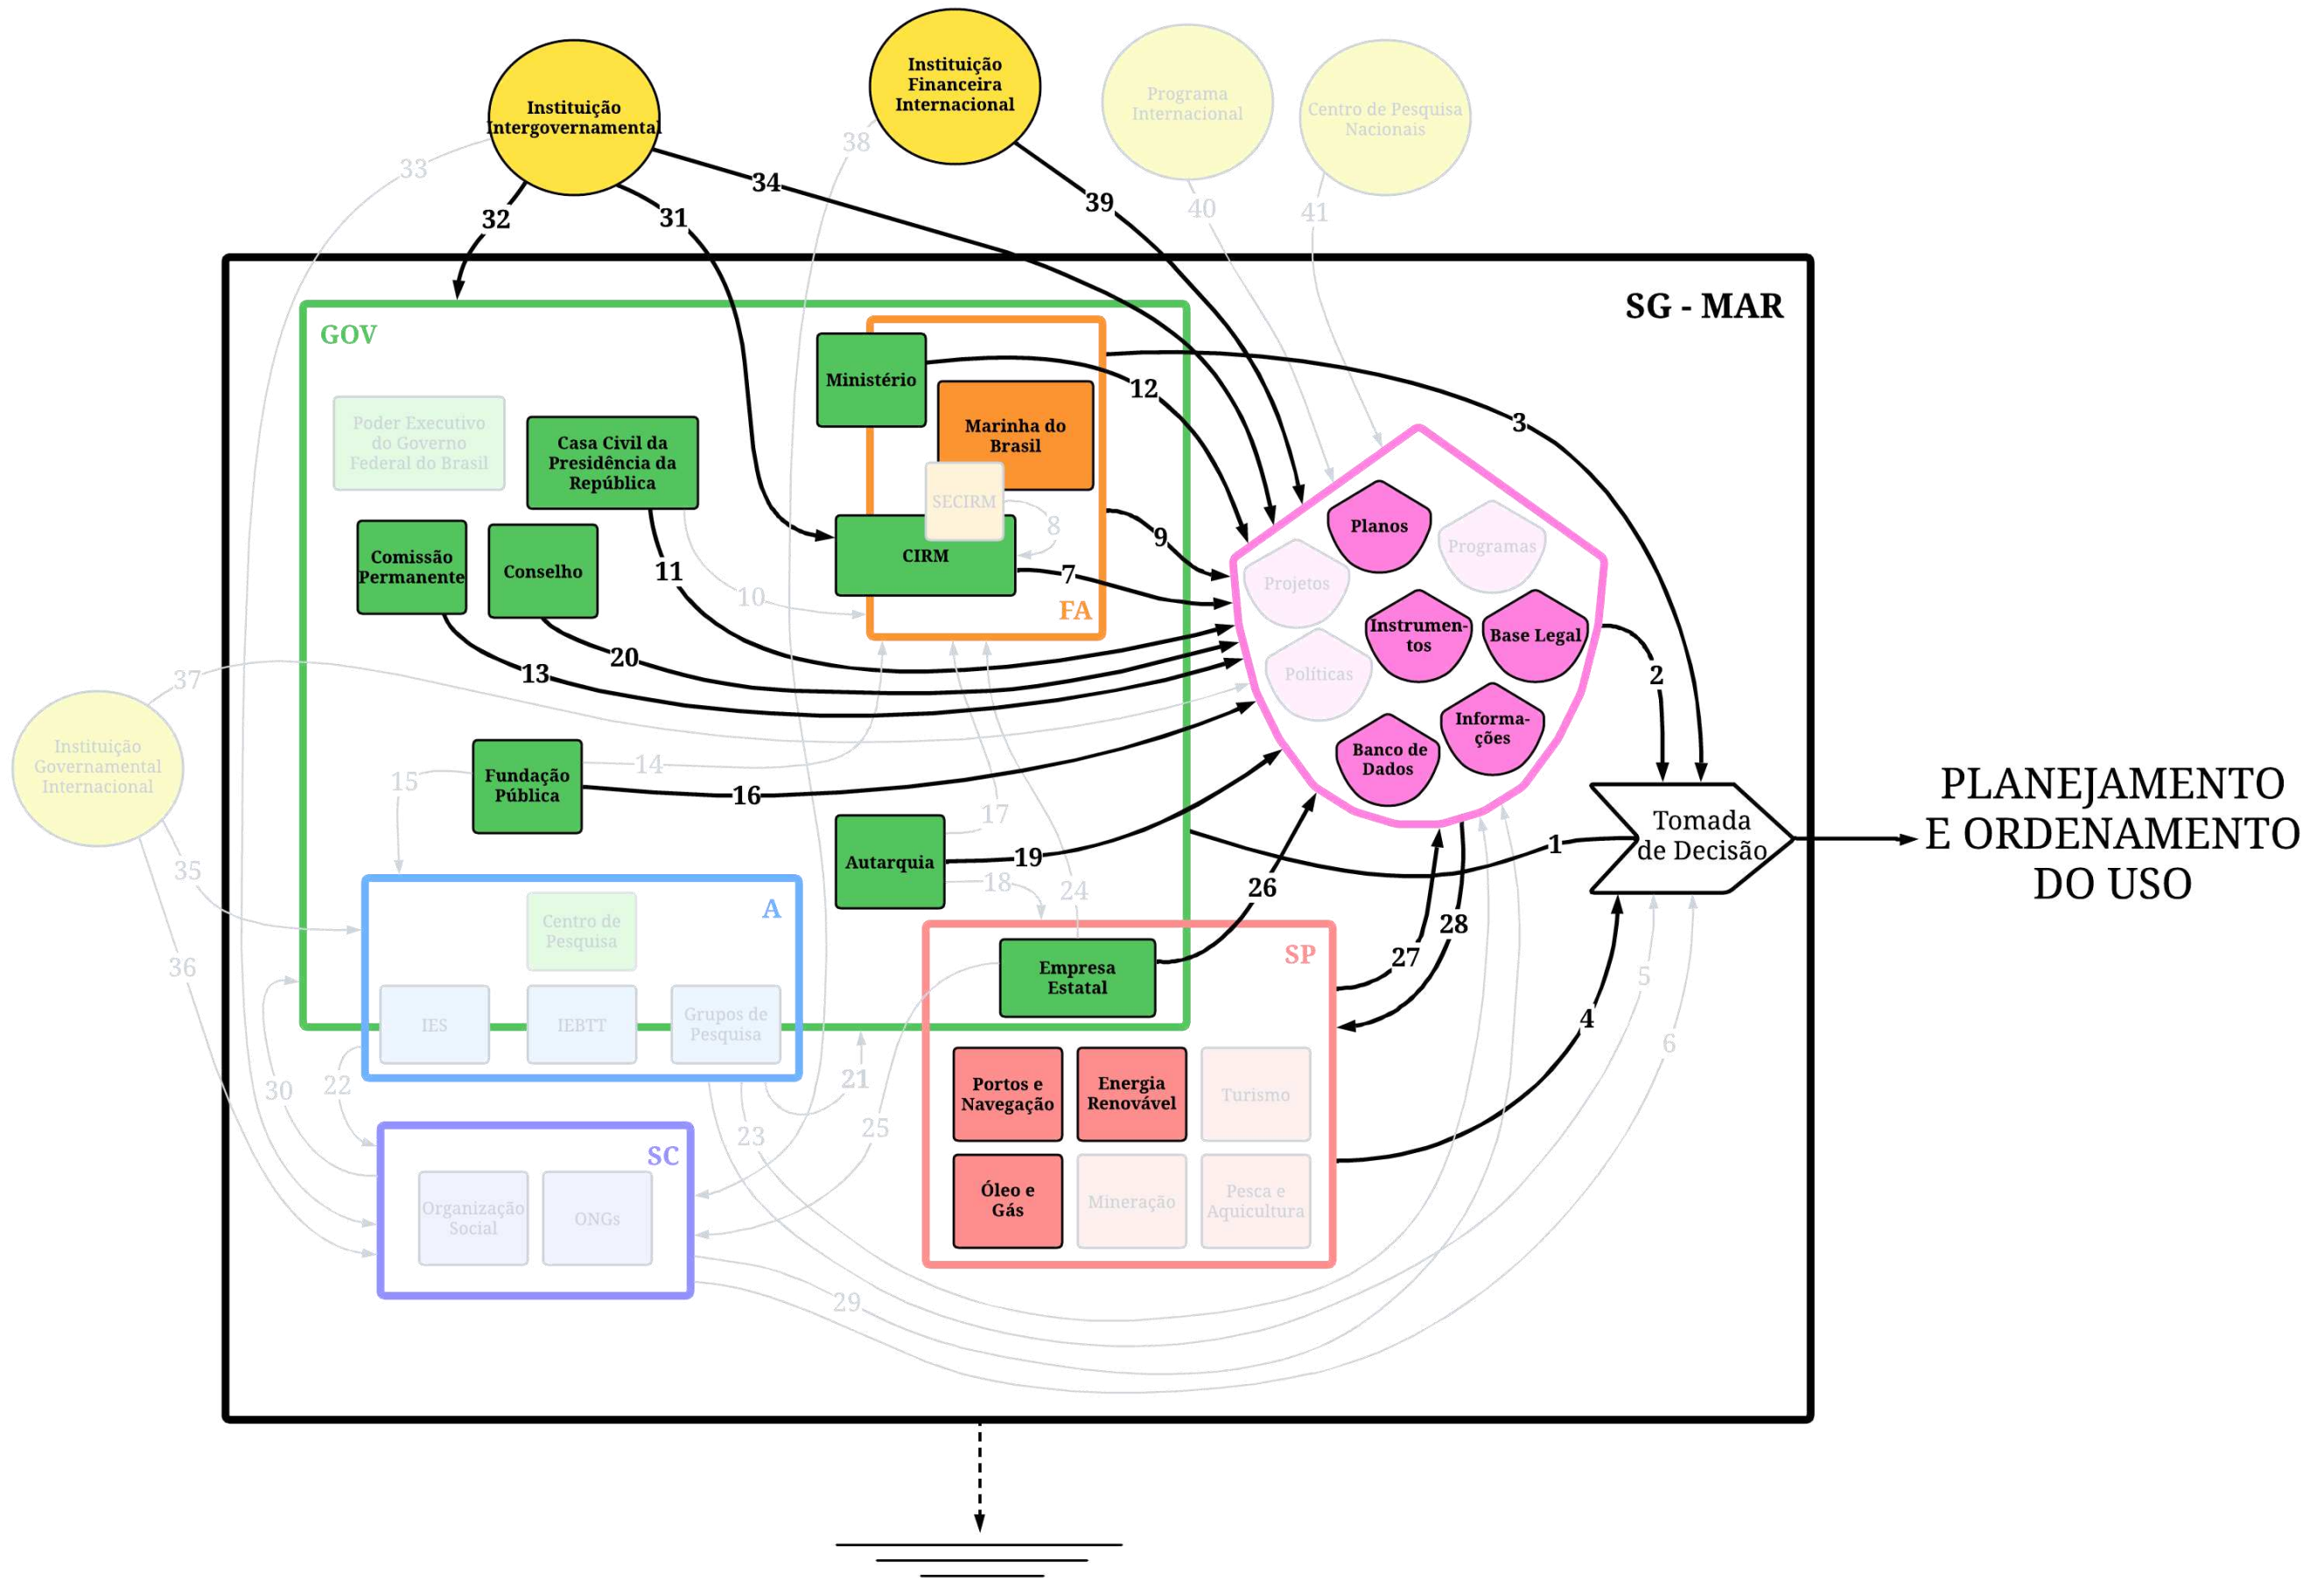 Instituição
Intergovernamental
Instituição
Financeira
Internacional
Programa
Internacional
Centro de Pesquisa
Nacionais
33
32
31
34
38
39
40
41
SG - MAR
GOV
Poder Executivo
do Governo
Federal do Brasil
Casa Civil da
Presidência da
República
Comissão
Permanente
Conselho
Ministério
Marinha do
Brasil
SECIRM
CIRM
FA
8
10
11
12
3
9
7
20
13
37
Planos
Programas
Projetos
Instrumen-
tos
Base Legal
Políticas
Informa-
ções
Banco de
Dados
2
Instituição
Governamental
Internacional
Fundação
Pública
14
15
16
17
Autarquia
19
18
24
26
1
Tomada
de Decisão
PLANEJAMENTO
E ORDENAMENTO
DO USO
35
36
A
Centro de
Pesquisa
IES
IEBTT
Grupos de
Pesquisa
SP
Empresa
Estatal
27
28
5
4
6
30
22
21
23
25
Portos e
Navegação
Energia
Renovável
Turismo
Óleo e
Gás
Mineração
Pesca e
Aquicultura
SC
Organização
Social
ONGs
29